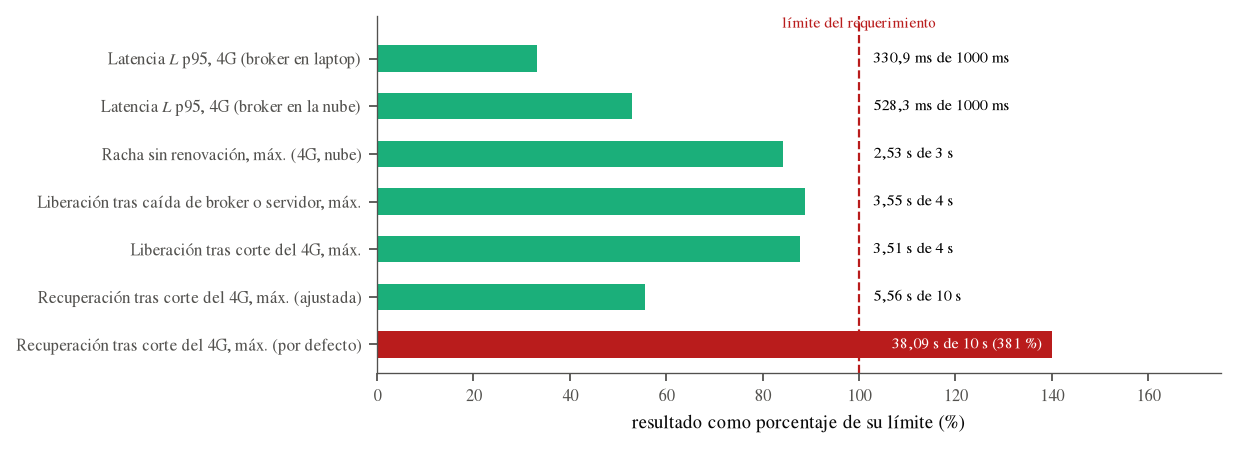 límite del requerimiento
Latencia L p95, 4G (broker en laptop) 330,9 ms de 1000 ms
Latencia L p95, 4G (broker en la nube) 528,3 ms de 1000 ms
Racha sin renovación, máx. (4G, nube) 2,53 s de 3 s
Liberación tras caída de broker o servidor, máx. 3,55 s de 4 s
Liberación tras corte del 4G, máx. 3,51 s de 4 s
Recuperación tras corte del 4G, máx. (ajustada) 5,56 s de 10 s
Recuperación tras corte del 4G, máx. (por defecto) 38,09 s de 10 s (381 %)
0 20 40 60 80 100 120 140 160
resultado como porcentaje de su límite (%)